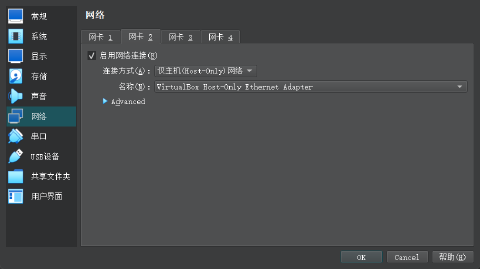 常规
系统
显示
存储
声音
网络
串口
USB设备
共享文件夹
用户界面
网络
网卡 1 网卡 2 网卡 3 网卡 4
启用网络连接(E)
连接方式(A)： 仅主机(Host-Only)网络
名称(N)： VirtualBox Host-Only Ethernet Adapter
Advanced
OK Cancel 帮助(H)